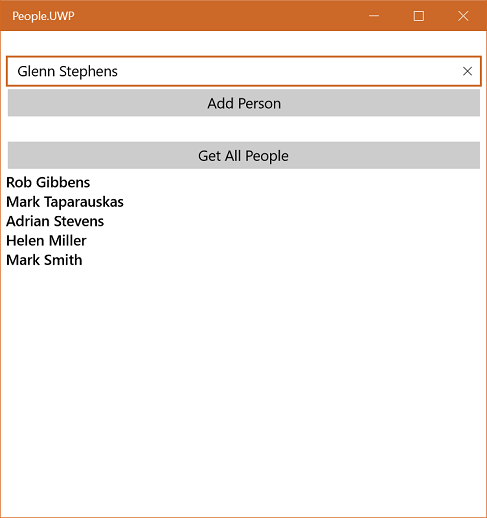 People.UWP
Glenn Stephens
Add Person
Get All People
Rob Gibbens
Mark Taparauskas
Adrian Stevens
Helen Miller
Mark Smith